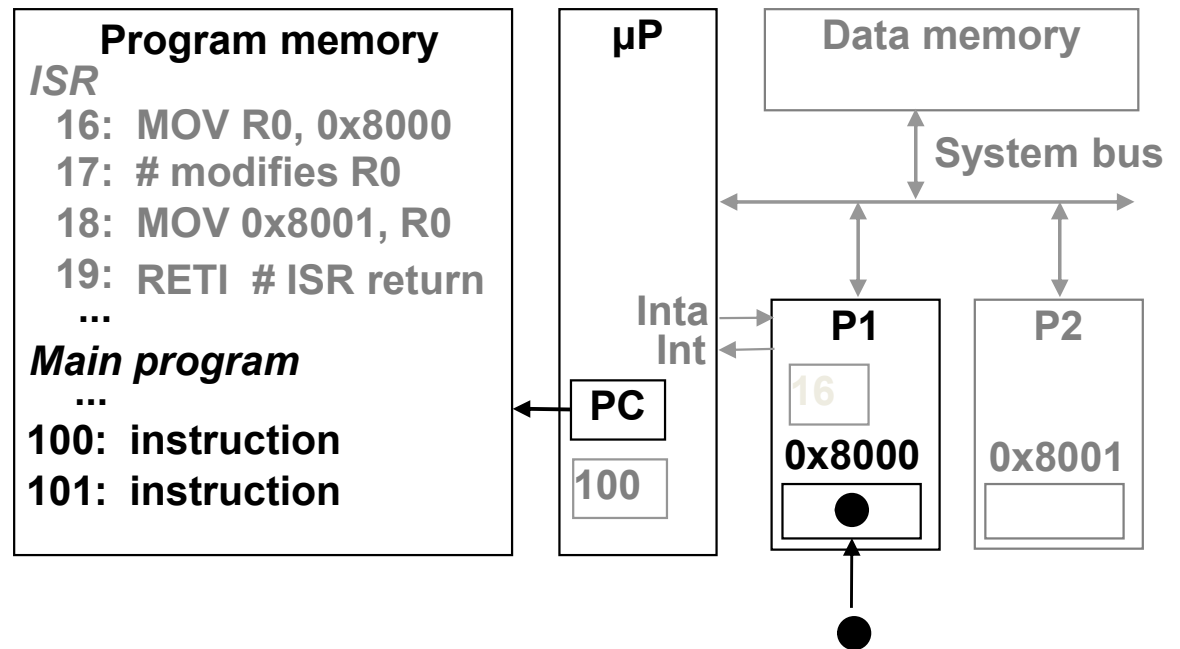 Program memory
ISR
16: MOV R0, 0x8000
17: # modifies R0
18: MOV 0x8001, R0
19: RETI # ISR return
...
Main program
...
100: instruction
101: instruction
µP
Inta
Int
PC
100
Data memory
System bus
P1
16
0x8000
P2
0x8001